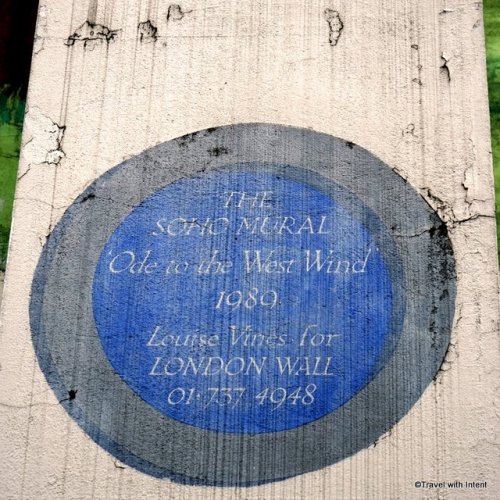 THE
SOHO MURAL
'Ode to the West Wind'
1989.
Louise Vines for
LONDON WALL
01·737 4948
©Travel with Intent